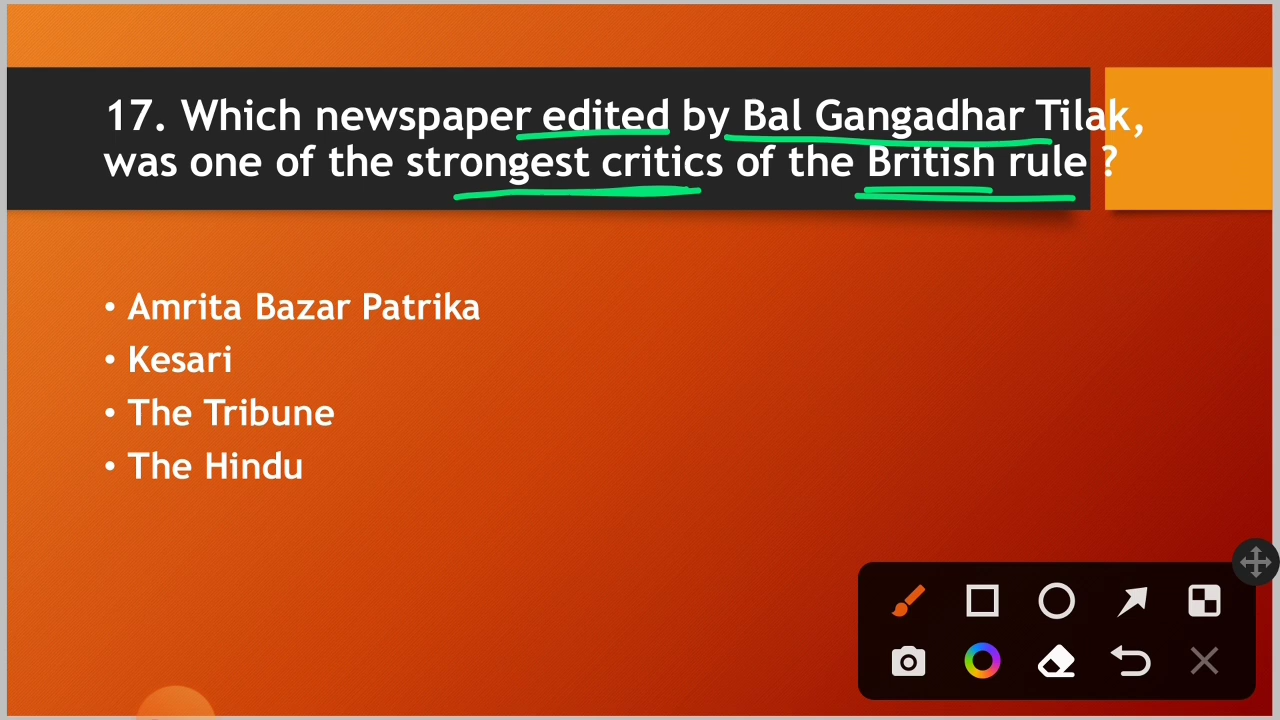 17. Which newspaper edited by Bal Gangadhar Tilak,
was one of the strongest critics of the British rule ?
• Amrita Bazar Patrika
• Kesari
• The Tribune
• The Hindu